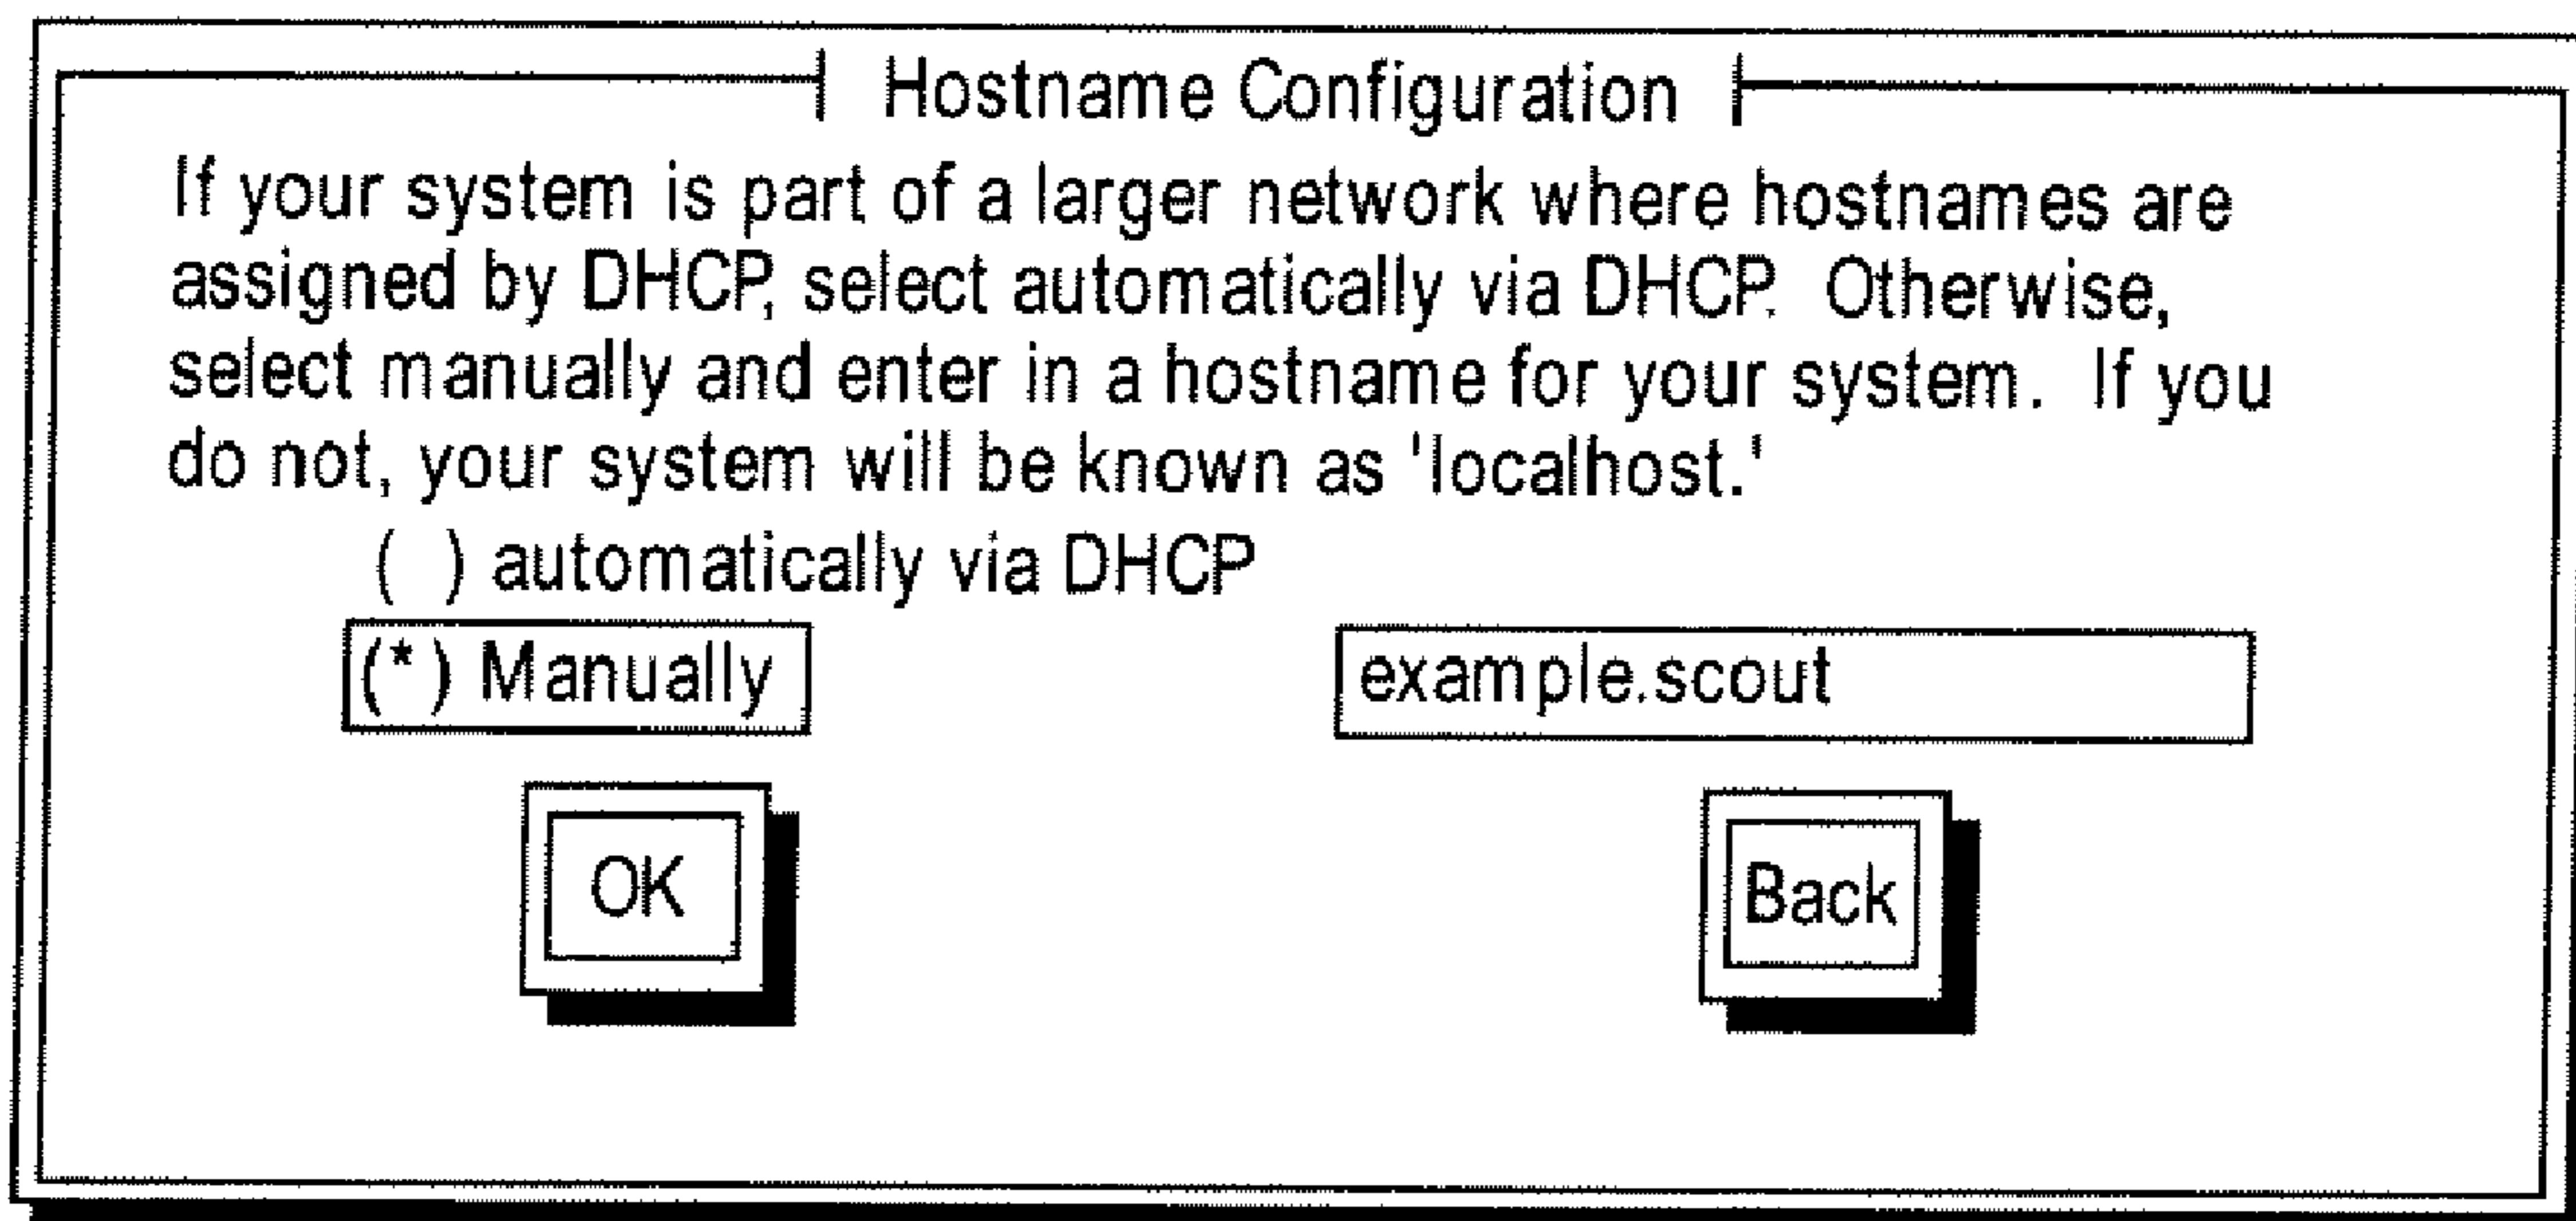 Hostname Configuration
If your system is part of a larger network where hostnames are
assigned by DHCP, select automatically via DHCP. Otherwise,
select manually and enter in a hostname for your system. If you
do not, your system will be known as 'localhost.'
( ) automatically via DHCP
(*) Manually example.scout
OK Back